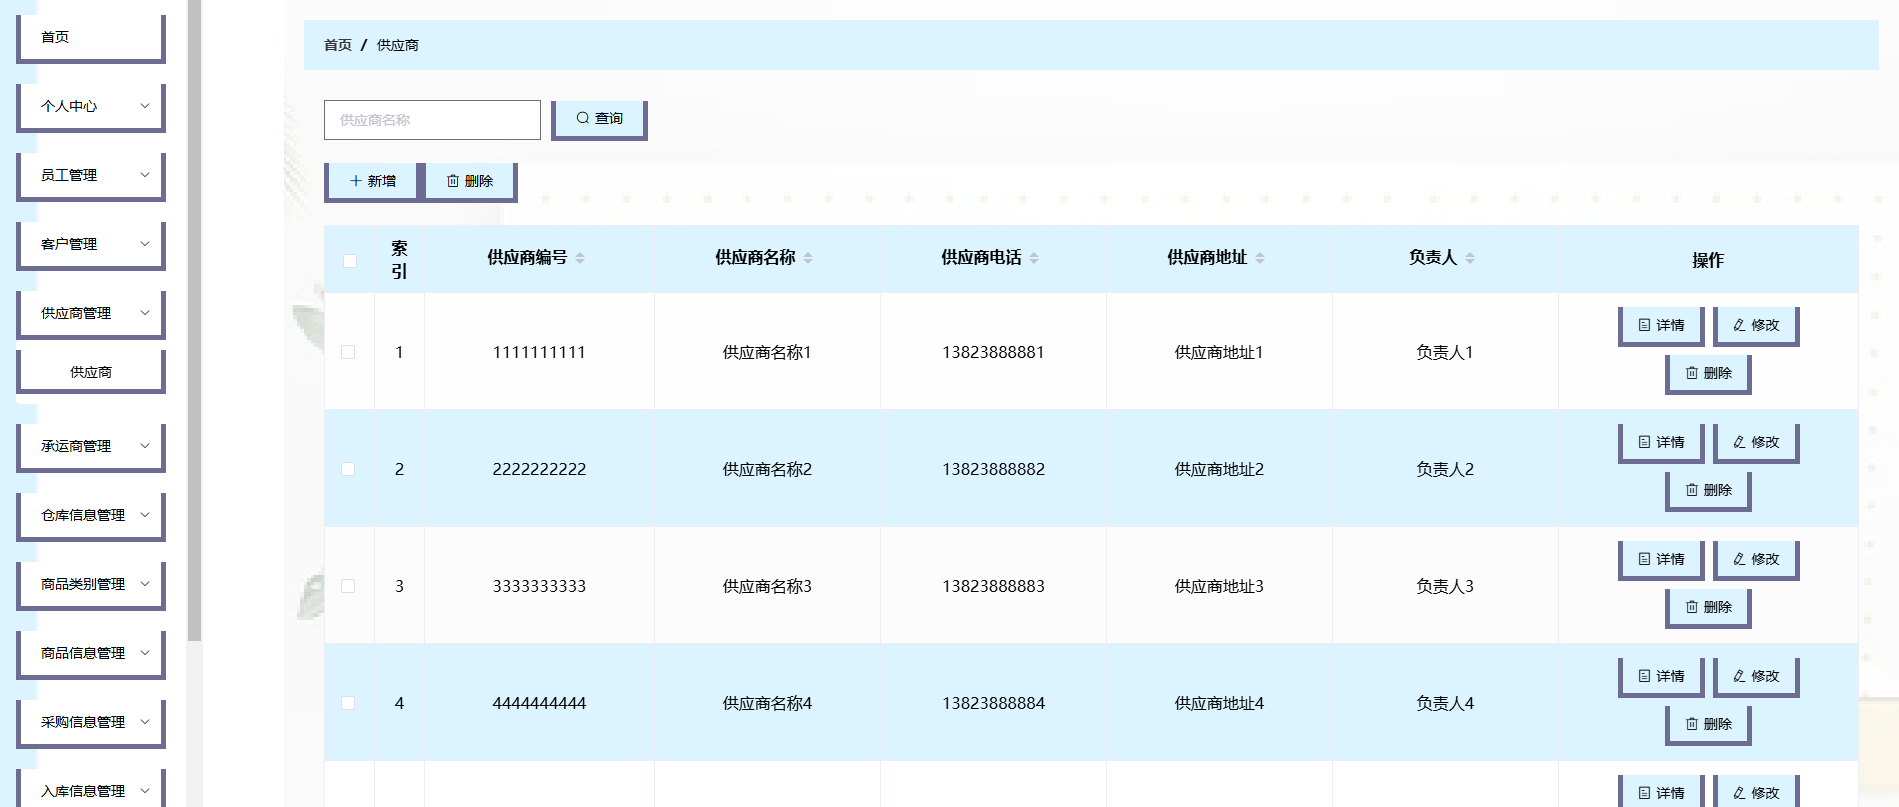 首页
个人中心
员工管理
客户管理
供应商管理
供应商
承运商管理
仓库信息管理
商品类别管理
商品信息管理
采购信息管理
入库信息管理
首页 / 供应商
供应商名称 查询
新增 删除
索引 供应商编号 供应商名称 供应商电话 供应商地址 负责人 操作
1 1111111111 供应商名称1 13823888881 供应商地址1 负责人1 详情 修改
删除
2 2222222222 供应商名称2 13823888882 供应商地址2 负责人2 详情 修改
删除
3 3333333333 供应商名称3 13823888883 供应商地址3 负责人3 详情 修改
删除
4 4444444444 供应商名称4 13823888884 供应商地址4 负责人4 详情 修改
删除
详情 修改